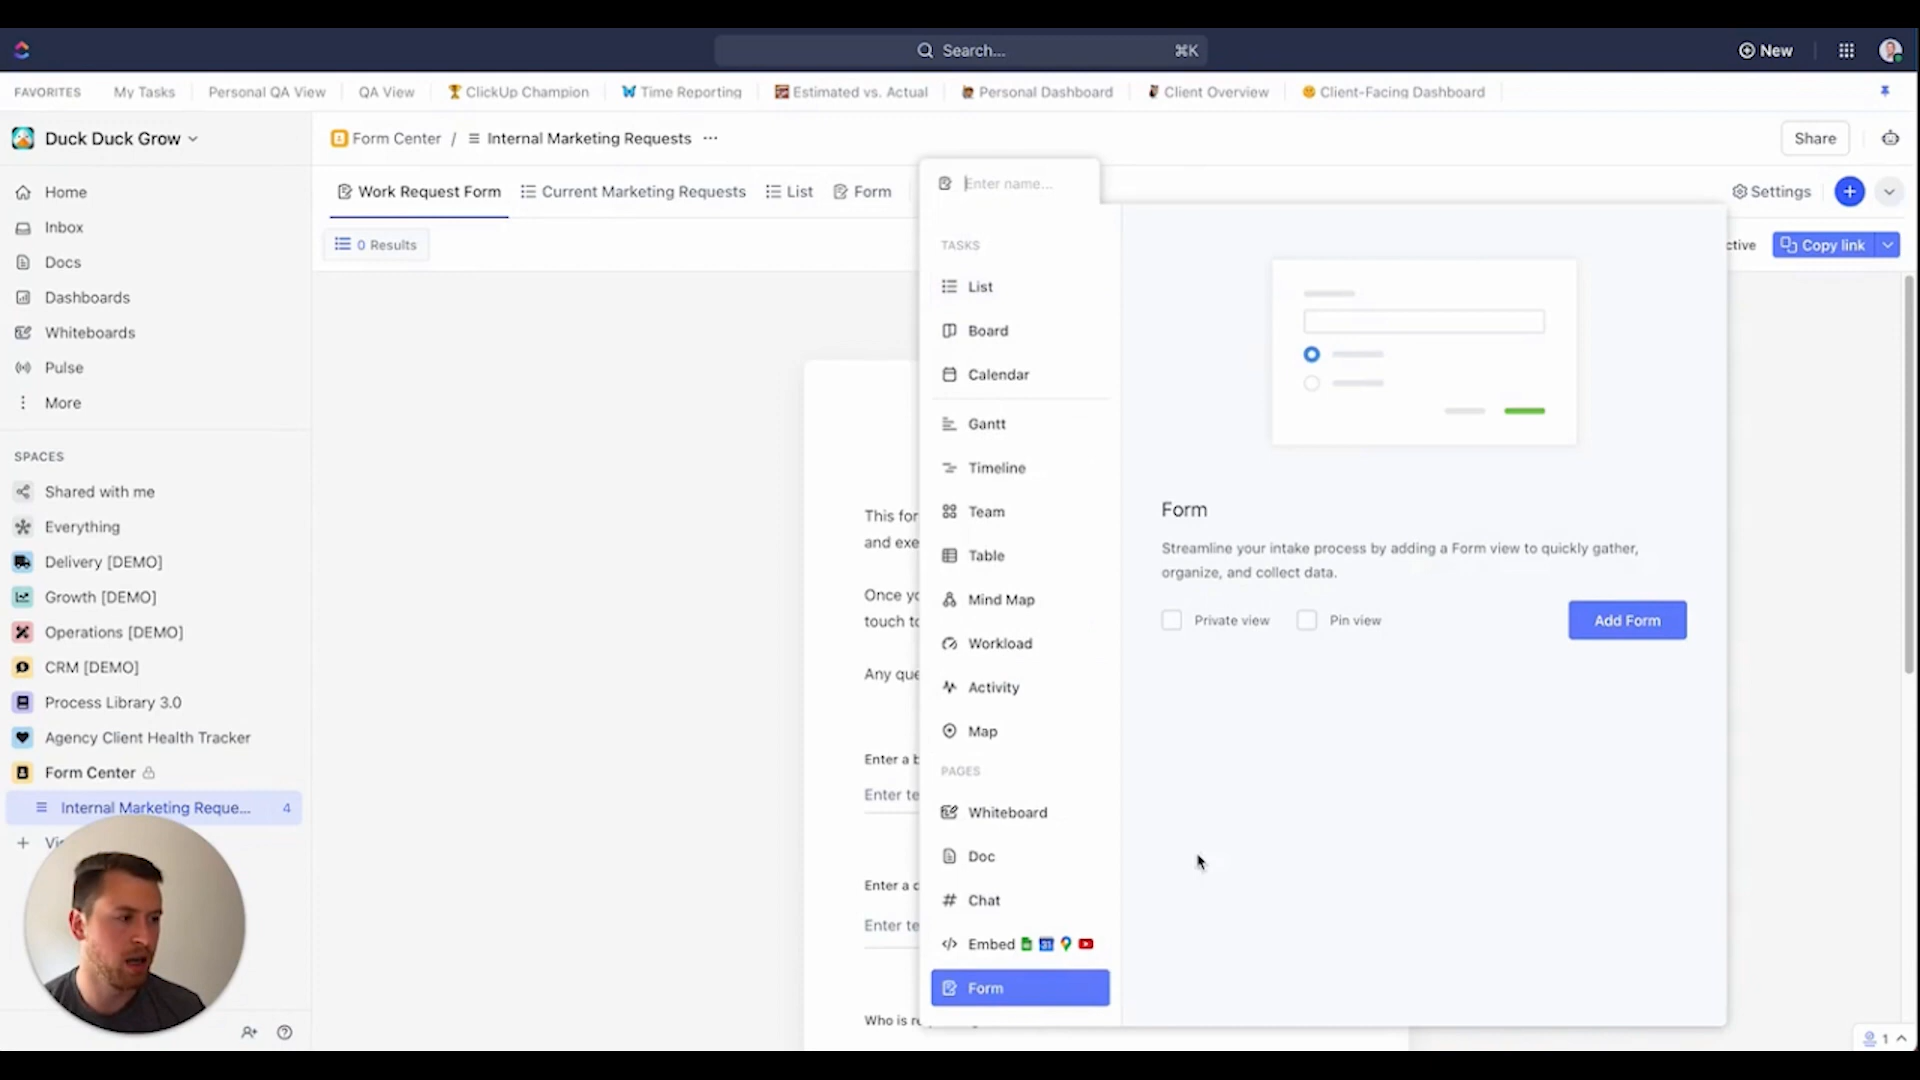 Search...
⌘K
New
FAVORITES
My Tasks
Personal QA View
QA View
ClickUp Champion
Time Reporting
Estimated vs. Actual
Personal Dashboard
Client Overview
Client-Facing Dashboard
Duck Duck Grow
Form Center / Internal Marketing Requests ...
Share
Home
Inbox
Docs
Dashboards
Whiteboards
Pulse
More
SPACES
Shared with me
Everything
Delivery [DEMO]
Growth [DEMO]
Operations [DEMO]
CRM [DEMO]
Process Library 3.0
Agency Client Health Tracker
Form Center
Internal Marketing Reque... 4
Work Request Form
Current Marketing Requests
List
Form
Enter name...
Settings
0 Results
Copy link
This for
and exe
Any que
Enter a
Enter te
Enter a
Enter te
Who is
TASKS
List
Board
Calendar
Gantt
Timeline
Team
Table
Mind Map
Workload
Activity
Map
PAGES
Whiteboard
Doc
Chat
Embed
Form
Form
Streamline your intake process by adding a Form view to quickly gather,
organize, and collect data.
Private view
Pin view
Add Form
1